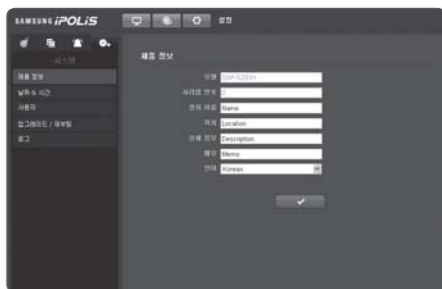 SAMSUNG iPOLiS
설정
시스템
제품 정보
날짜 & 시간
사용자
업그레이드 / 재부팅
로그
제품 정보
모델
시리얼 번호
장치 이름 Name
위치 Location
상세 정보 Description
메모 Memo
언어 Korean